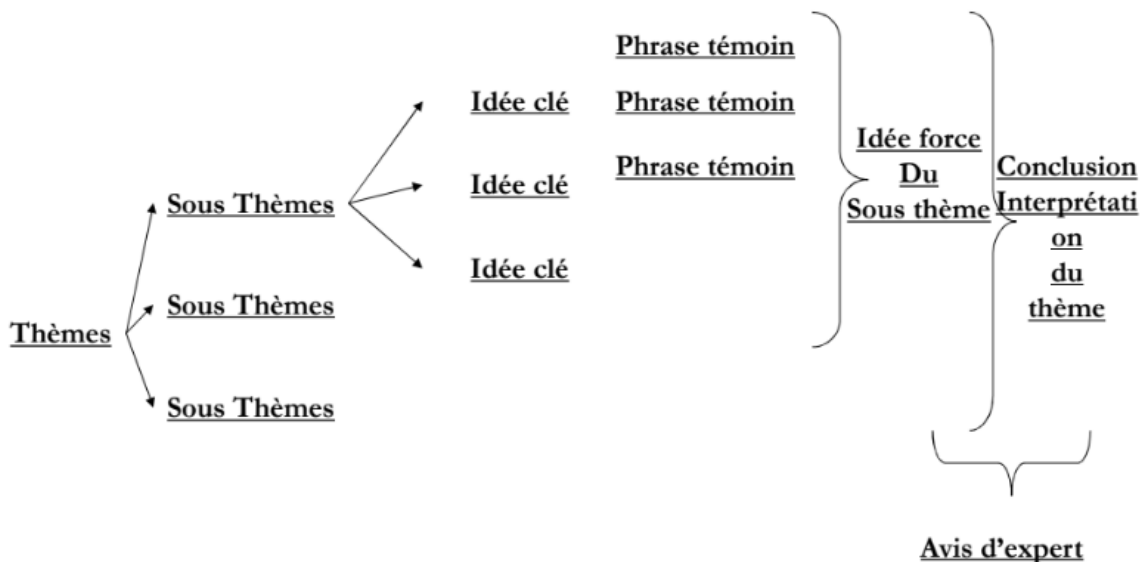 Phrase témoin
Idée clé
Phrase témoin
Idée force
Du
Sous thème
Phrase témoin
Conclusion
Interprétati
on
du
thème
Idée clé
Sous Thèmes
Idée clé
Sous Thèmes
Thèmes
Sous Thèmes
Avis d'expert